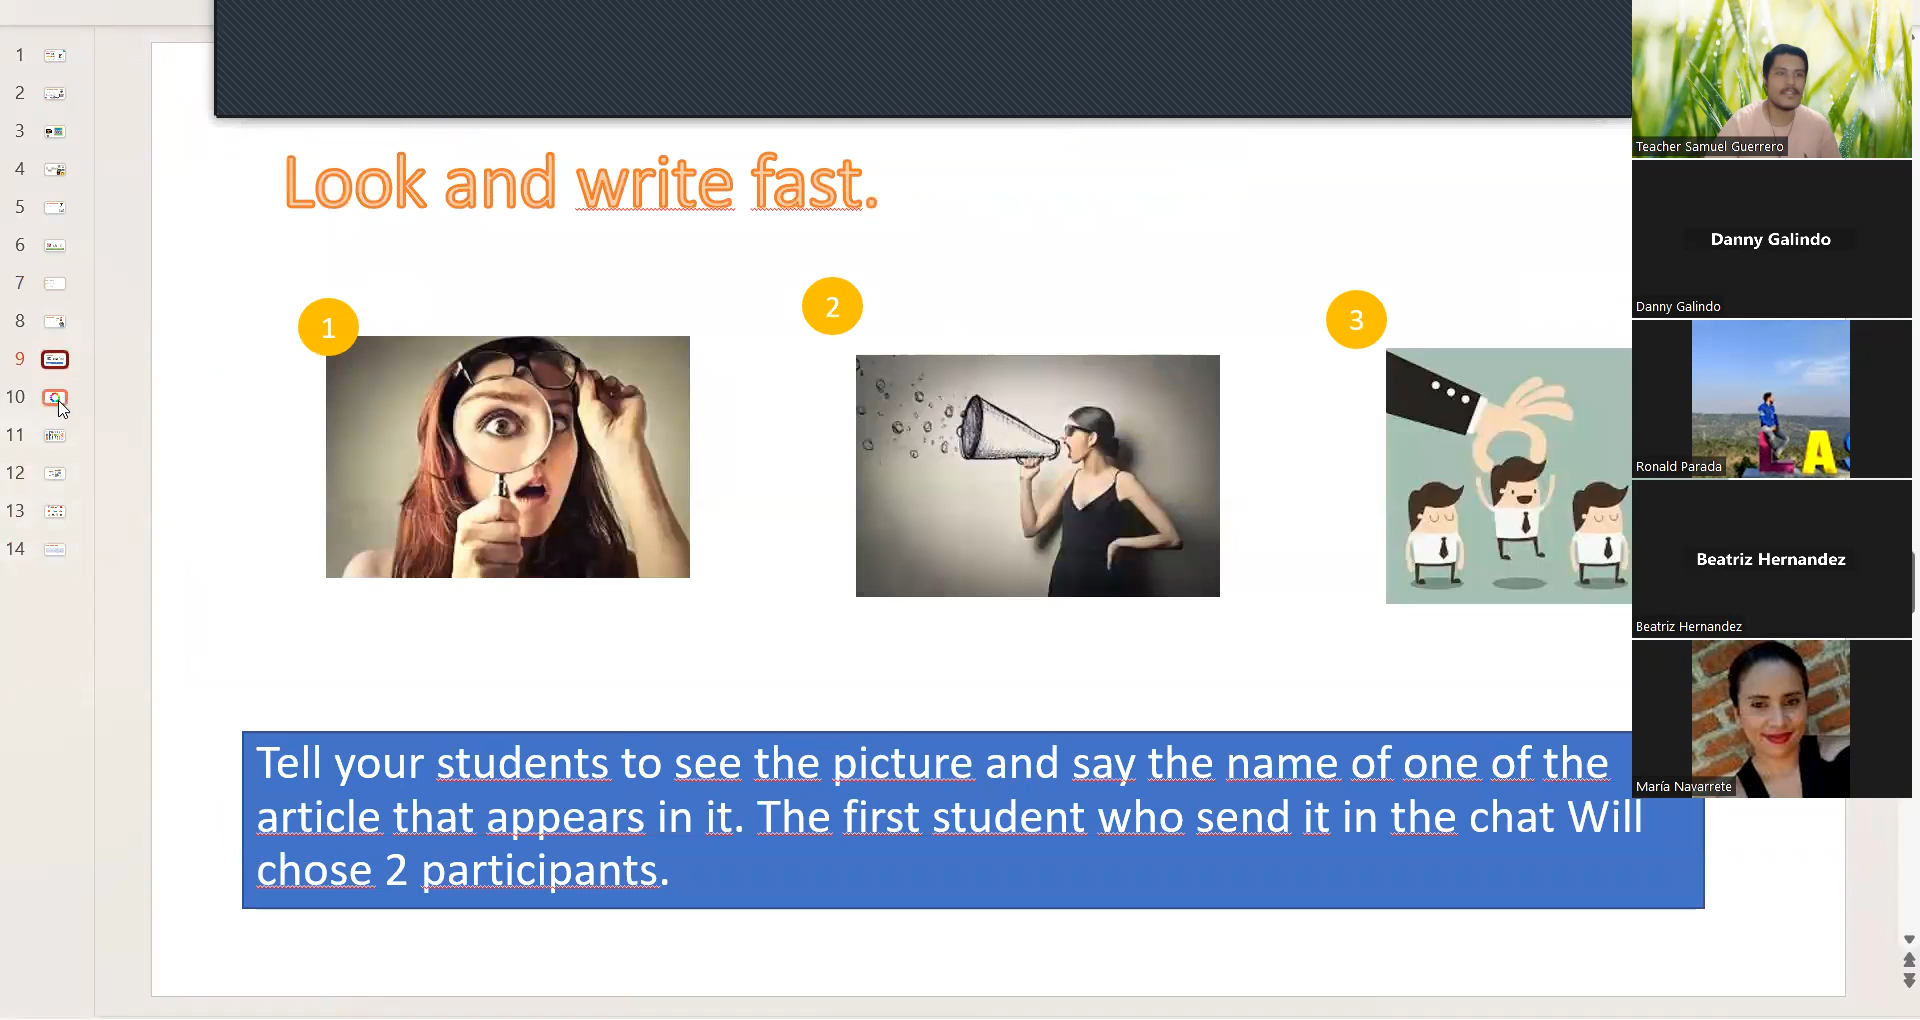 1
2
3
4
5
6
7
8
9
10
11
12
13
14
Look and write fast.
1
2
3
Tell your students to see the picture and say the name of one of the
article that appears in it. The first student who send it in the chat Will
chose 2 participants.
Teacher Samuel Guerrero
Danny Galindo
Danny Galindo
L A
Ronald Parada
Beatriz Hernandez
Beatriz Hernandez
María Navarrete